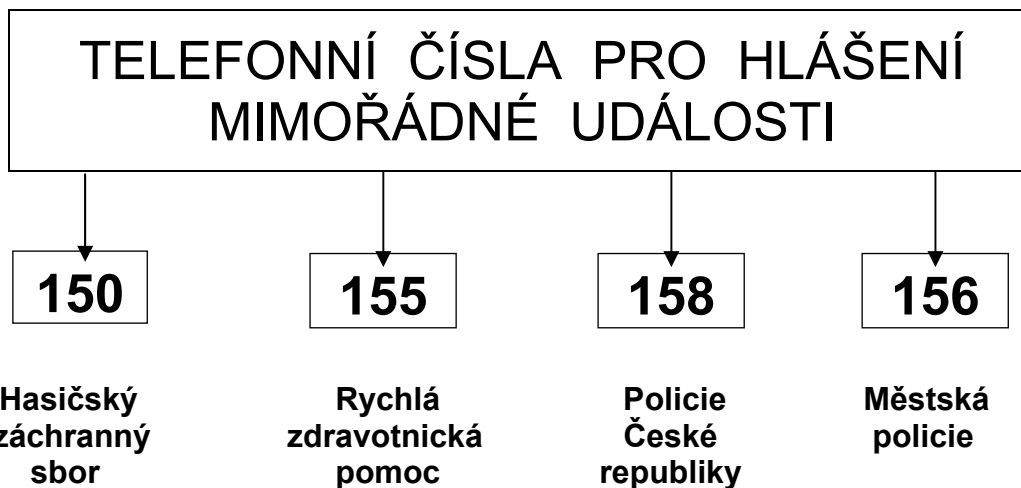 TELEFONNÍ ČÍSLA PRO HLÁŠENÍ
MIMOŘÁDNÉ UDÁLOSTI
150
155
158
156
Hasičský
záchranný
sbor
Rychlá
zdravotnická
pomoc
Policie
České
republiky
Městská
policie